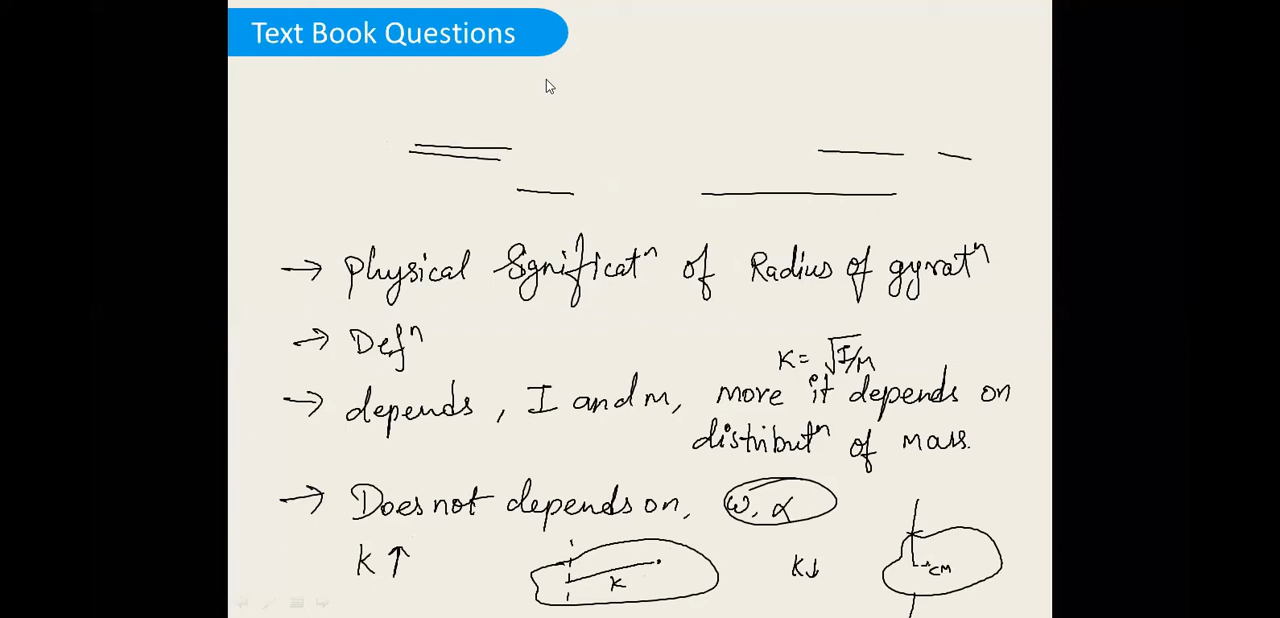 Text Book Questions
→ Physical Significatⁿ of Radius of gyratⁿ
→ Defⁿ
K = √I/M
→ depends, I and m, more it depends on
distributⁿ of mass.
→ Does not depends on, ω, α
K↑
K
K↓
CM